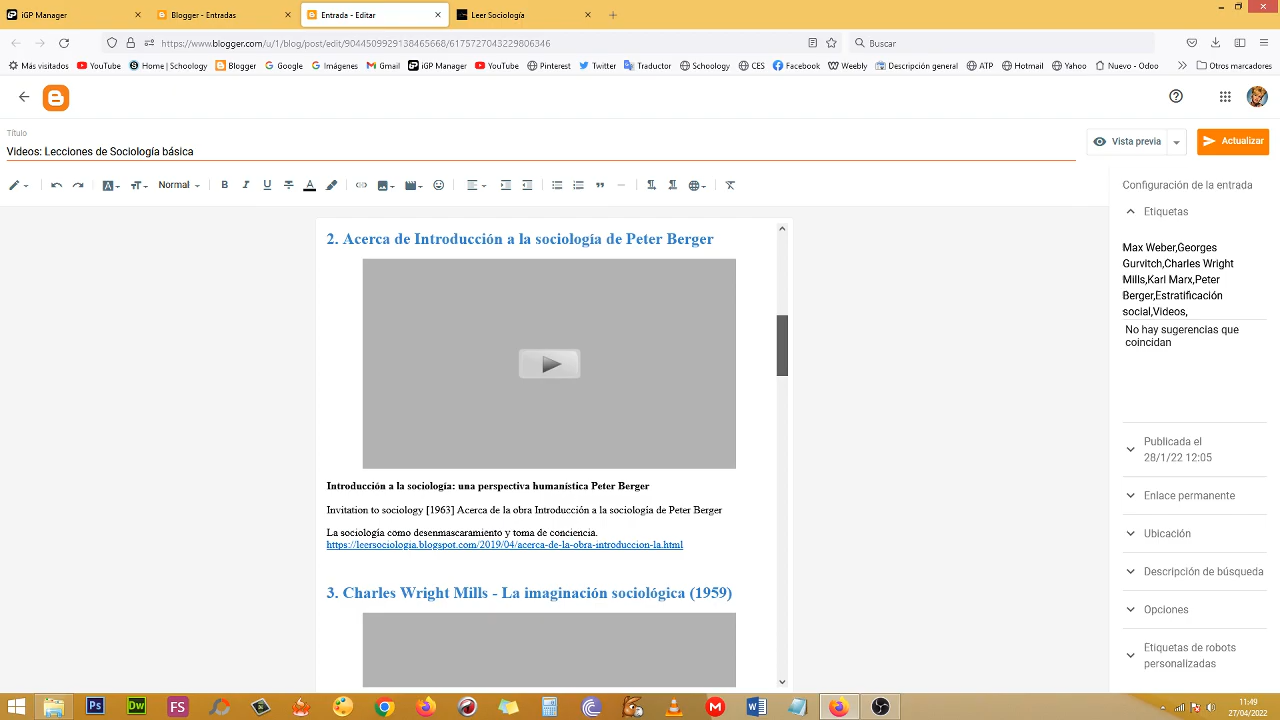 iGP Manager
Blogger - Entradas
Entrada - Editar
Leer Sociología
https://www.blogger.com/u/1/blog/post/edit/9044509929138465668/6175727043229806346
Buscar
Más visitados
YouTube
Home | Schoology
Blogger
Google
Imágenes
Gmail
iGP Manager
YouTube
Pinterest
Twitter
Traductor
Schoology
CES
Facebook
Weebly
Descripción general
ATP
Hotmail
Yahoo
Nuevo - Odoo
Otros marcadores
Título
Videos: Lecciones de Sociología básica
Vista previa
Actualizar
Normal
Configuración de la entrada
Etiquetas
Max Weber,Georges
Gurvitch,Charles Wright
Mills,Karl Marx,Peter
Berger,Estratificación
social,Videos,
No hay sugerencias que
coincidan
Publicada el
28/1/22 12:05
Enlace permanente
Ubicación
Descripción de búsqueda
Opciones
Etiquetas de robots
personalizadas
2. Acerca de Introducción a la sociología de Peter Berger
Introducción a la sociología: una perspectiva humanística Peter Berger
Invitation to sociology [1963] Acerca de la obra Introducción a la sociología de Peter Berger
La sociología como desenmascaramiento y toma de conciencia.
https://leersociologia.blogspot.com/2019/04/acerca-de-la-obra-introduccion-la.html
3. Charles Wright Mills - La imaginación sociológica (1959)
Ps
Dw
FS
11:49
27/04/2022